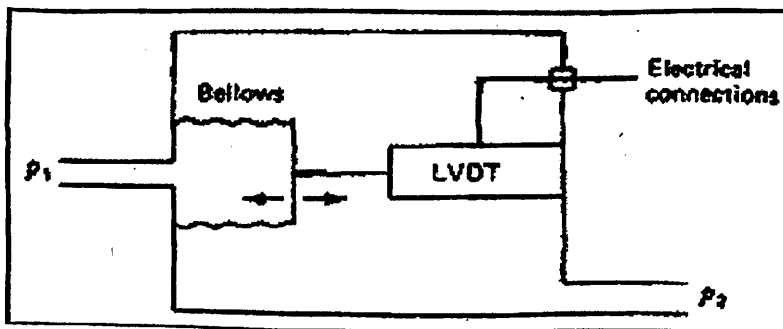 Electrical
connections
Bellows
p₁
LVDT
p₂